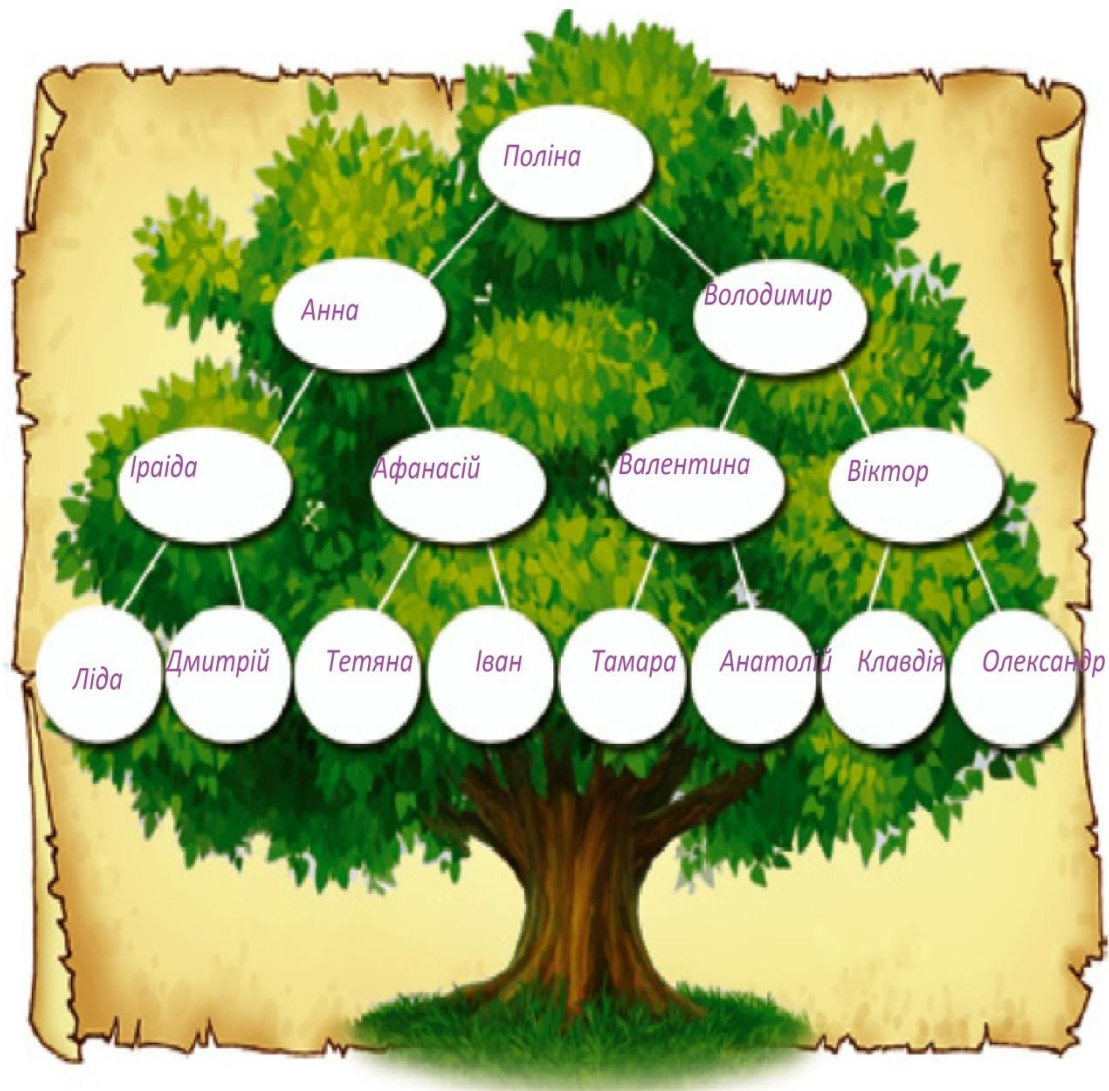 Поліна
Анна
Володимир
Іраіда
Афанасій
Валентина
Віктор
Ліда
Дмитрій
Тетяна
Іван
Тамара
Анатолій
Клавдія
Олександр